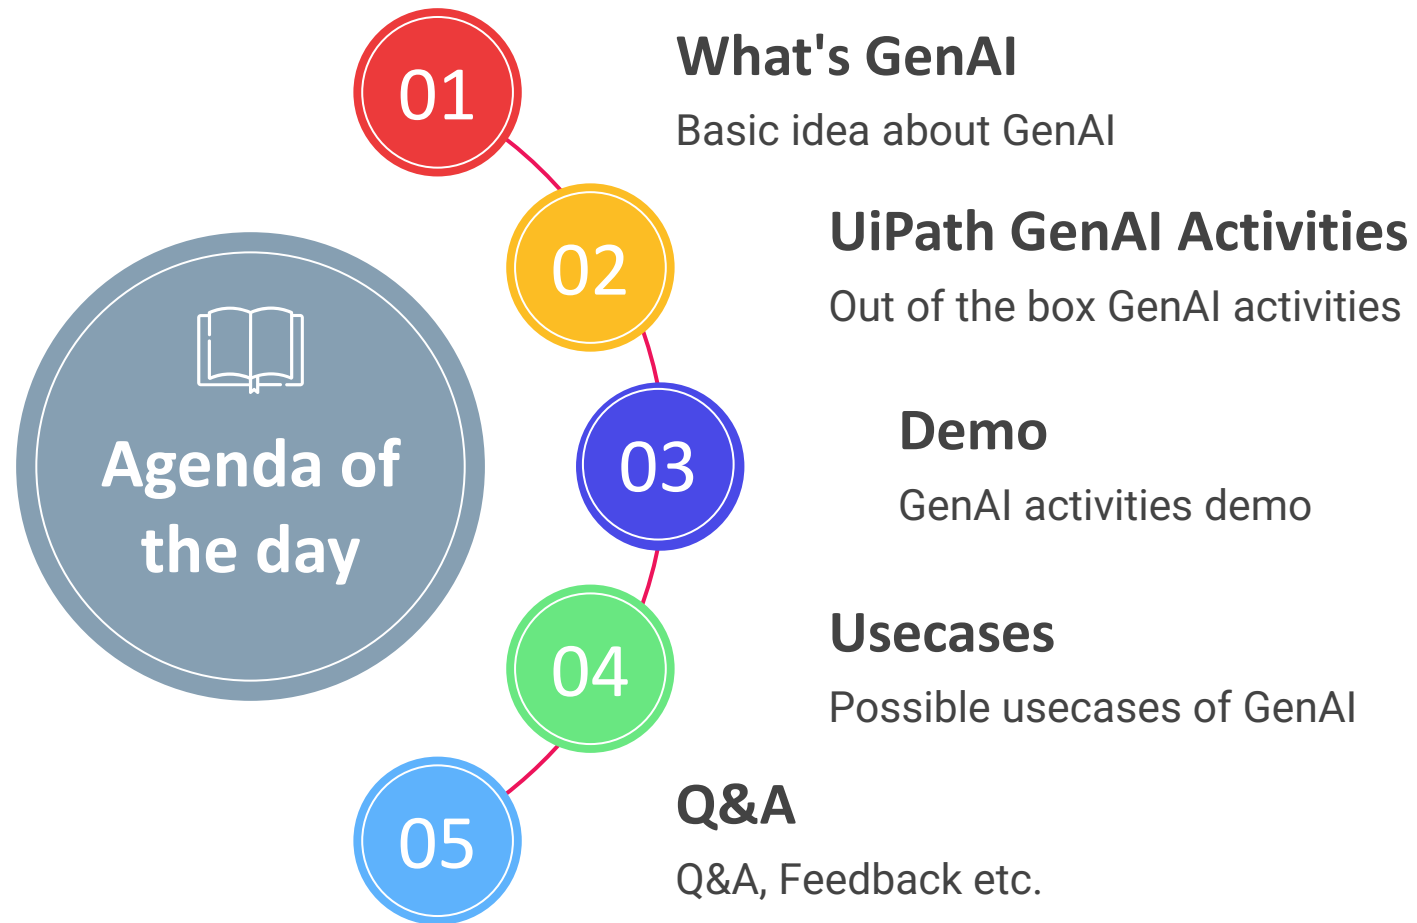 Agenda of
the day
01
What's GenAI
Basic idea about GenAI
02
UiPath GenAI Activities
Out of the box GenAI activities
03
Demo
GenAI activities demo
04
Usecases
Possible usecases of GenAI
05
Q&A
Q&A, Feedback etc.